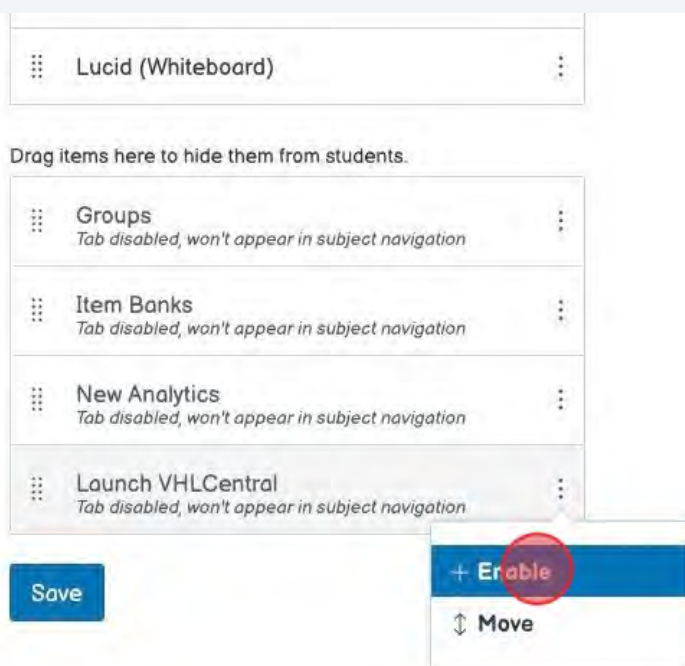 Lucid (Whiteboard)
Drag items here to hide them from students.
Groups
Tab disabled, won't appear in subject navigation
Item Banks
Tab disabled, won't appear in subject navigation
New Analytics
Tab disabled, won't appear in subject navigation
Launch VHLCentral
Tab disabled, won't appear in subject navigation
+ Enable
Save
Move